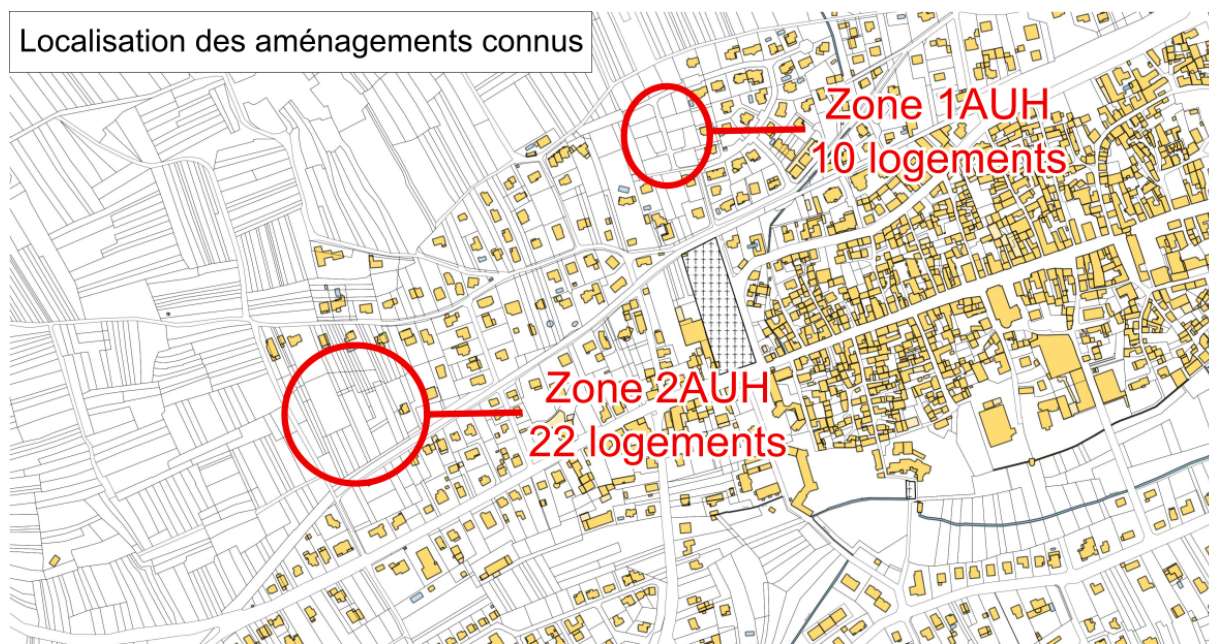 Localisation des aménagements connus
Zone 1AUH
10 logements
Zone 2AUH
22 logements